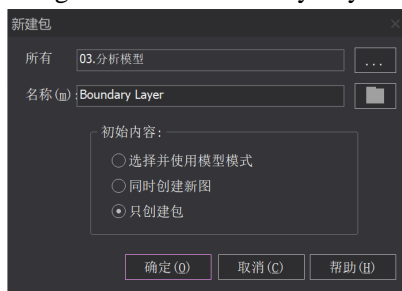 新建包
所有 03.分析模型 ...
名称(m): Boundary Layer
初始内容:
选择并使用模型模式
同时创建新图
只创建包
确定(O) 取消(C) 帮助(H)